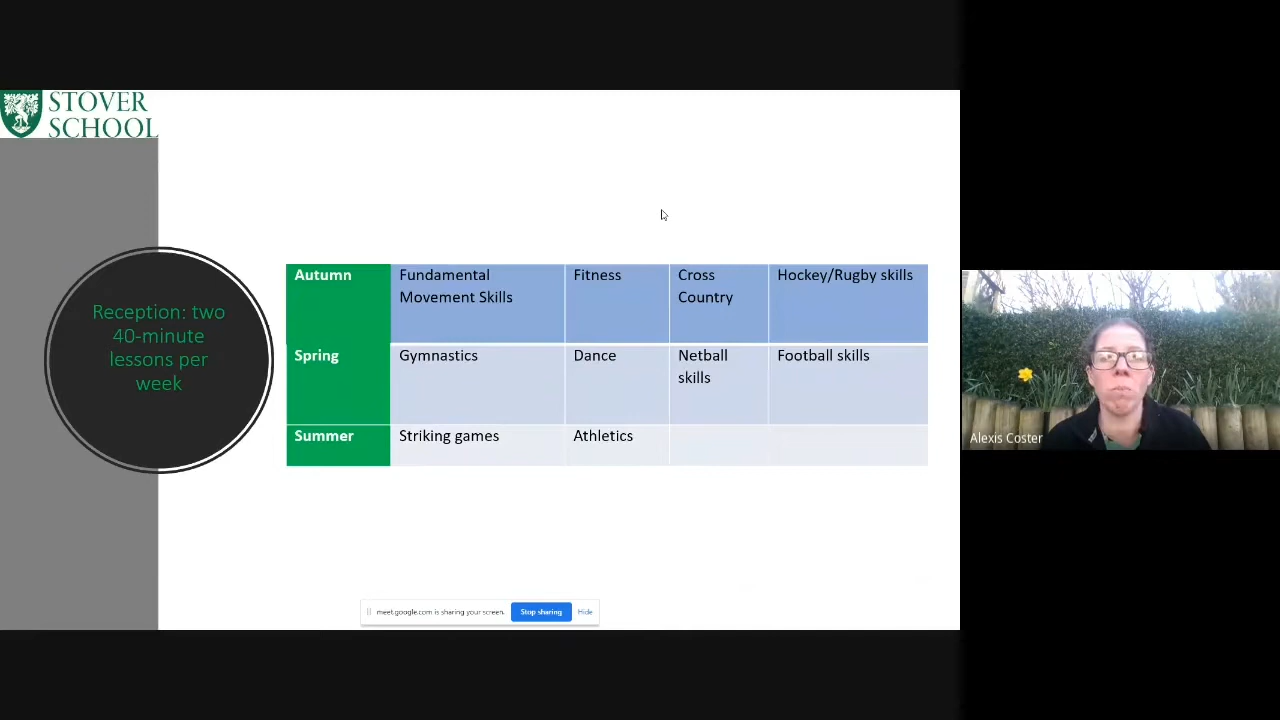 STOVER
SCHOOL
Reception: two
40-minute
lessons per
week
Autumn
Fundamental
Movement Skills
Fitness
Cross
Country
Hockey/Rugby skills
Spring
Gymnastics
Dance
Netball
skills
Football skills
Summer
Striking games
Athletics
Alexis Coster
meet.google.com is sharing your screen.
Stop sharing
Hide